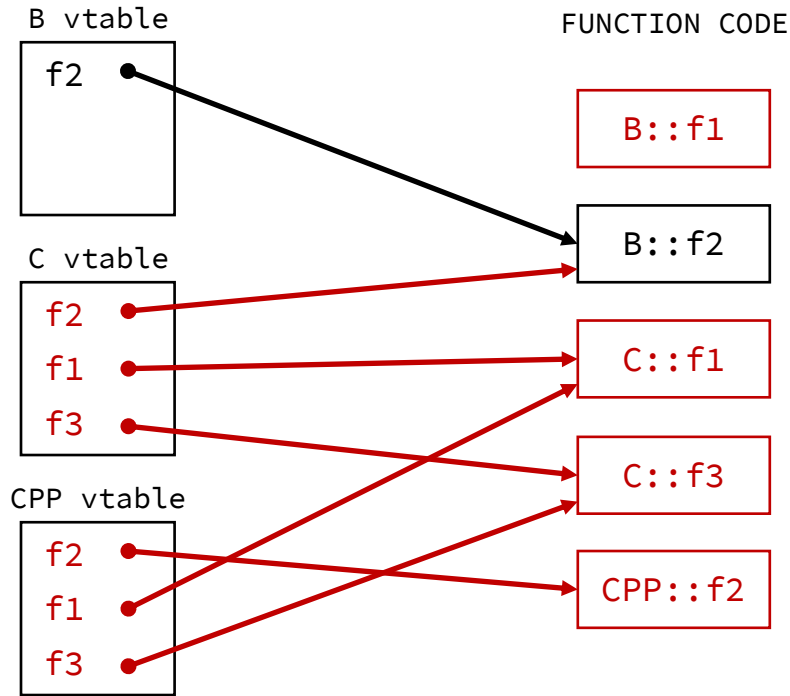 B vtable
f2
C vtable
f2
f1
f3
CPP vtable
f2
f1
f3
FUNCTION CODE
B::f1
B::f2
C::f1
C::f3
CPP::f2